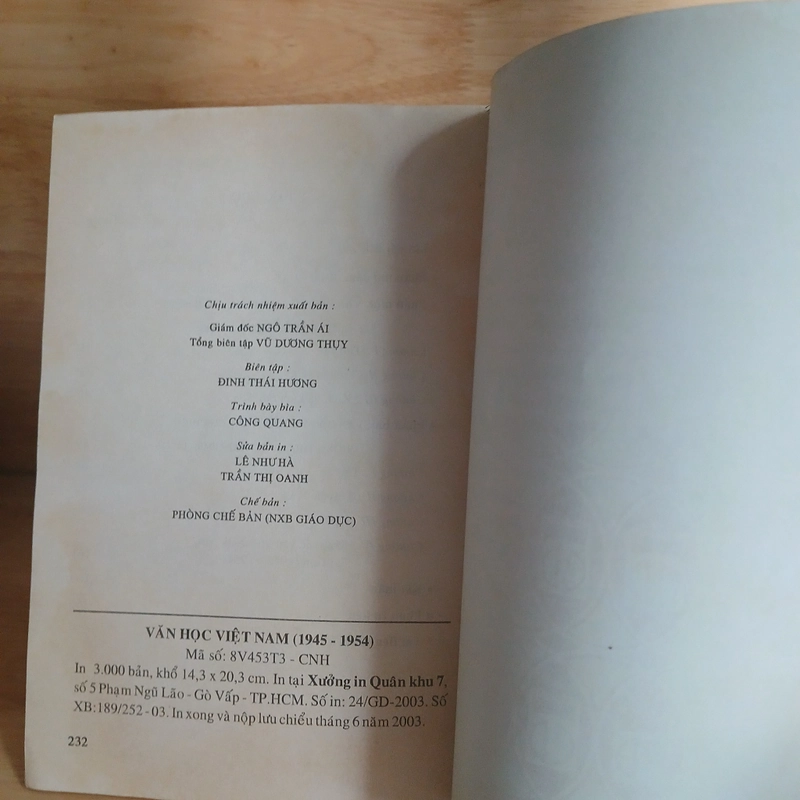 Chịu trách nhiệm xuất bản :
Giám đốc NGÔ TRẦN ÁI
Tổng biên tập VŨ DƯƠNG THỤY
Biên tập :
ĐINH THÁI HƯƠNG
Trình bày bìa :
CÔNG QUANG
Sửa bản in :
LÊ NHƯ HÀ
TRẦN THỊ OANH
Chế bản :
PHÒNG CHẾ BẢN (NXB GIÁO DỤC)
VĂN HỌC VIỆT NAM (1945 - 1954)
Mã số: 8V453T3 - CNH
In 3.000 bản, khổ 14,3 x 20,3 cm. In tại Xưởng in Quân khu 7,
số 5 Phạm Ngũ Lão - Gò Vấp - TP.HCM. Số in: 24/GD-2003. Số
XB:189/252 - 03. In xong và nộp lưu chiểu tháng 6 năm 2003.
232